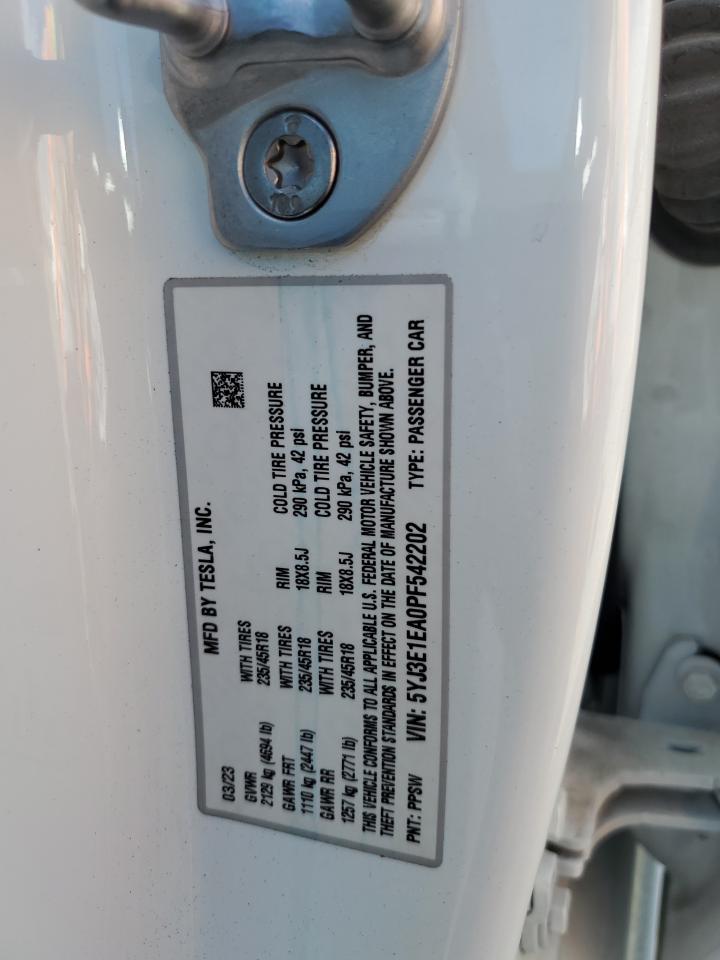 100
MFD BY TESLA, INC.
03/23
GVWR WITH TIRES
2129 kg (4694 lb) 235/45R18
GAWR FRT WITH TIRES RIM COLD TIRE PRESSURE
1110 kg (2447 lb) 235/45R18 18X8.5J 290 kPa, 42 psi
GAWR RR WITH TIRES RIM COLD TIRE PRESSURE
1257 kg (2771 lb) 235/45R18 18X8.5J 290 kPa, 42 psi
THIS VEHICLE CONFORMS TO ALL APPLICABLE U.S. FEDERAL MOTOR VEHICLE SAFETY, BUMPER, AND
THEFT PREVENTION STANDARDS IN EFFECT ON THE DATE OF MANUFACTURE SHOWN ABOVE.
PNT: PPSW VIN: 5YJ3E1EA0PF542202 TYPE: PASSENGER CAR